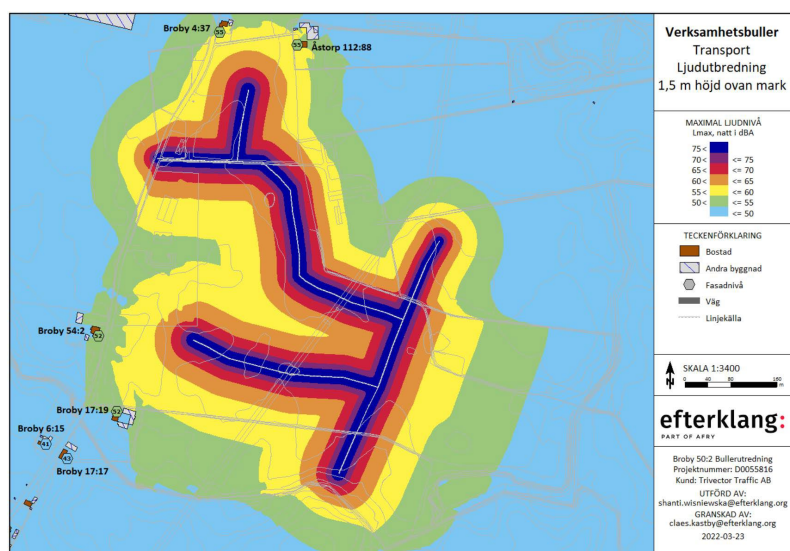 Broby 4:37
55
Åstorp 112:88
55
Broby 54:2
52
Broby 17:19
52
Broby 6:15
41
43
Broby 17:17
Verksamhetsbuller
Transport
Ljudutbredning
1,5 m höjd ovan mark
MAXIMAL LJUDNIVÅ
Lmax, natt i dBA
75 <
70 < <= 75
65 < <= 70
60 < <= 65
55 < <= 60
50 < <= 55
<= 50
TECKENFÖRKLARING
Bostad
Andra byggnad
Fasadnivå
Väg
Linjekälla
SKALA 1:3400
0 40 80 160
m
efterklang:
PART OF AFRY
Broby 50:2 Bullerutredning
Projektnummer: D0055816
Kund: Trivector Traffic AB
UTFÖRD AV:
shanti.wisniewska@efterklang.org
GRANSKAD AV:
claes.kastby@efterklang.org
2022-03-23